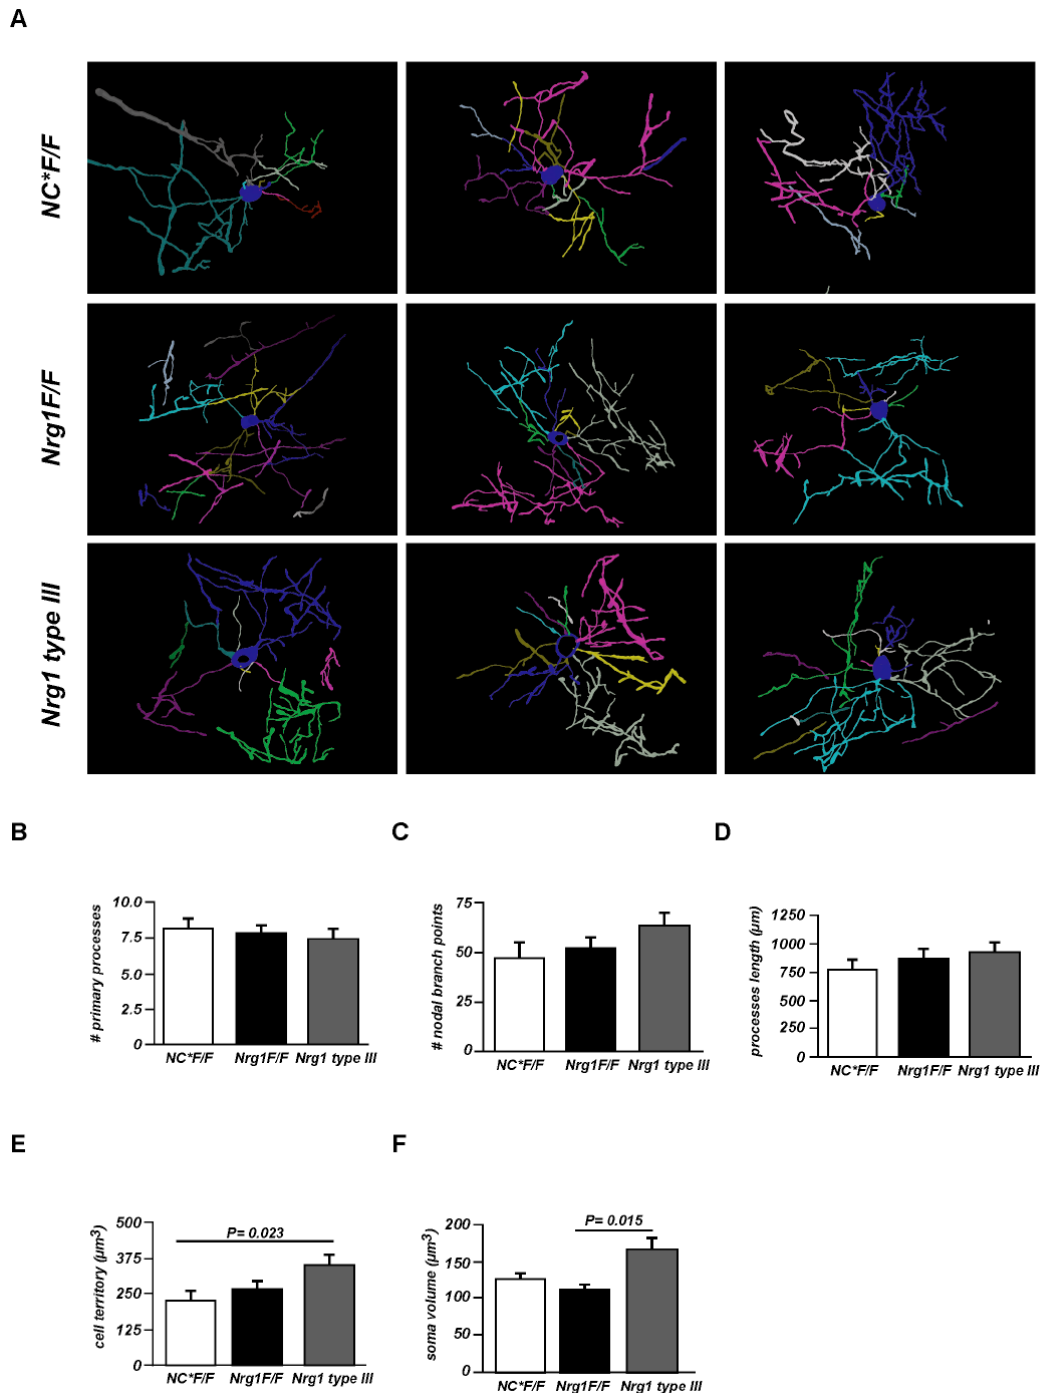 A
NC*F/F
Nrg1F/F
Nrg1 type III
B
# primary processes
10.0
7.5
5.0
2.5
0
NC*F/F Nrg1F/F Nrg1 type III
C
# nodal branch points
75
50
25
0
NC*F/F Nrg1F/F Nrg1 type III
D
processes length (µm)
1250
1000
750
500
250
0
NC*F/F Nrg1F/F Nrg1 type III
E
cell territory (µm³)
500
375
250
125
0
P= 0.023
NC*F/F Nrg1F/F Nrg1 type III
F
soma volume (µm³)
200
150
100
50
0
P= 0.015
NC*F/F Nrg1F/F Nrg1 type III